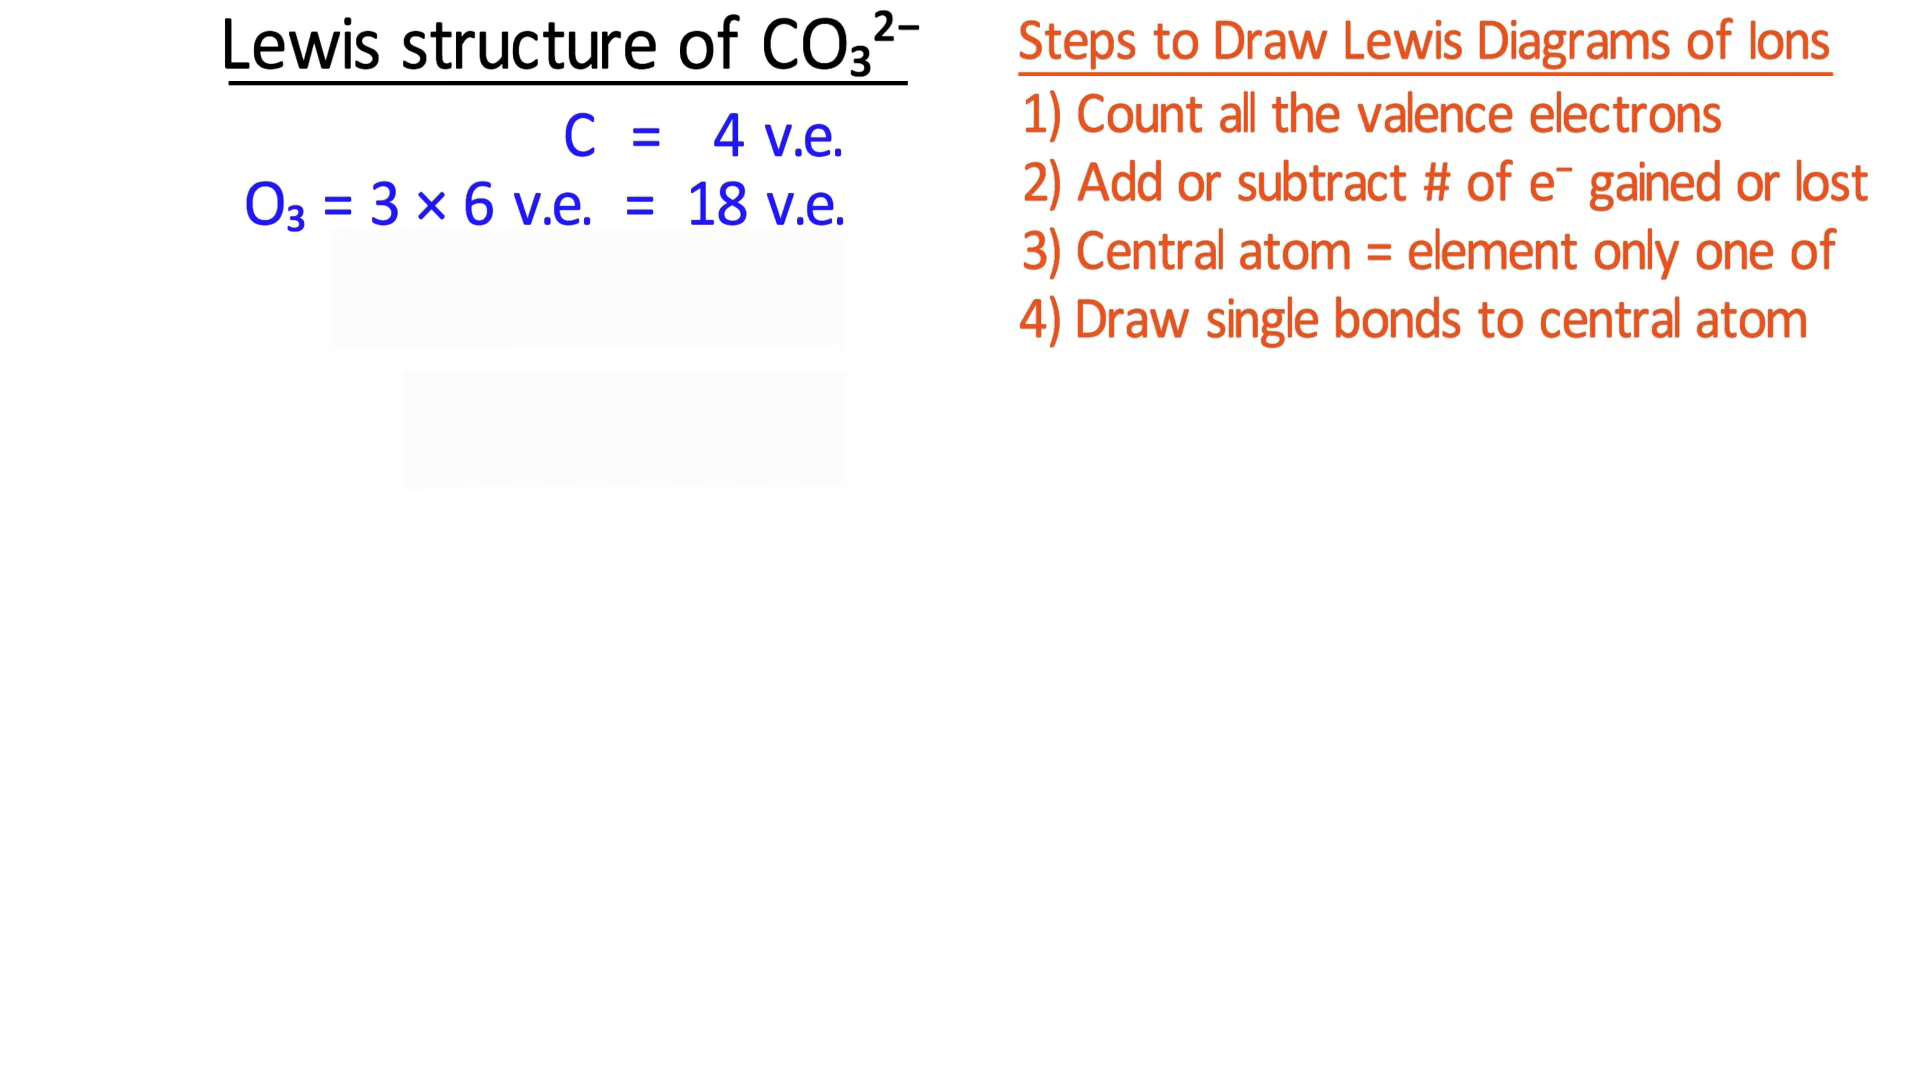 Lewis structure of CO₃²⁻
C = 4 v.e.
O₃ = 3 × 6 v.e. = 18 v.e.
Steps to Draw Lewis Diagrams of Ions
1) Count all the valence electrons
2) Add or subtract # of e⁻ gained or lost
3) Central atom = element only one of
4) Draw single bonds to central atom